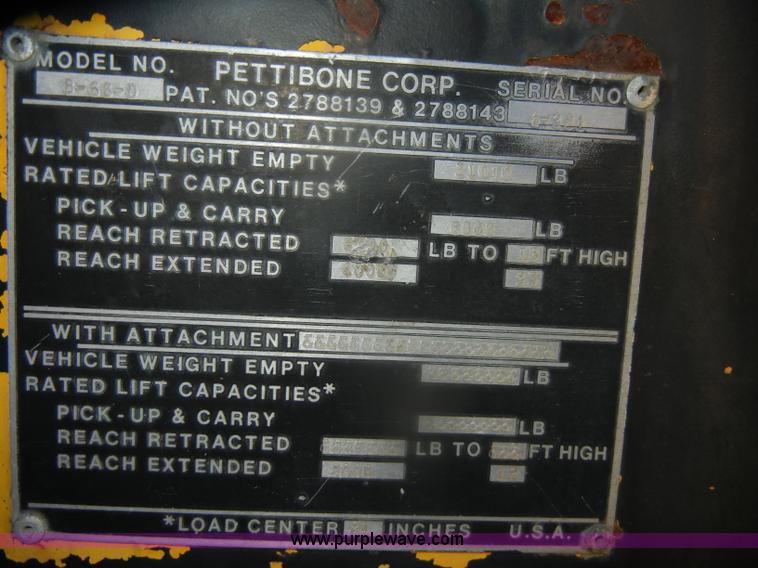 MODEL NO. PETTIBONE CORP. SERIAL NO.
PAT. NO'S 2788139 & 2788143
WITHOUT ATTACHMENTS
VEHICLE WEIGHT EMPTY LB
RATED LIFT CAPACITIES*
PICK-UP & CARRY LB
REACH RETRACTED LB TO FT HIGH
REACH EXTENDED
WITH ATTACHMENT
VEHICLE WEIGHT EMPTY LB
RATED LIFT CAPACITIES*
PICK-UP & CARRY LB
REACH RETRACTED LB TO FT HIGH
REACH EXTENDED
*LOAD CENTER INCHES U.S.A.
www.purplewave.com